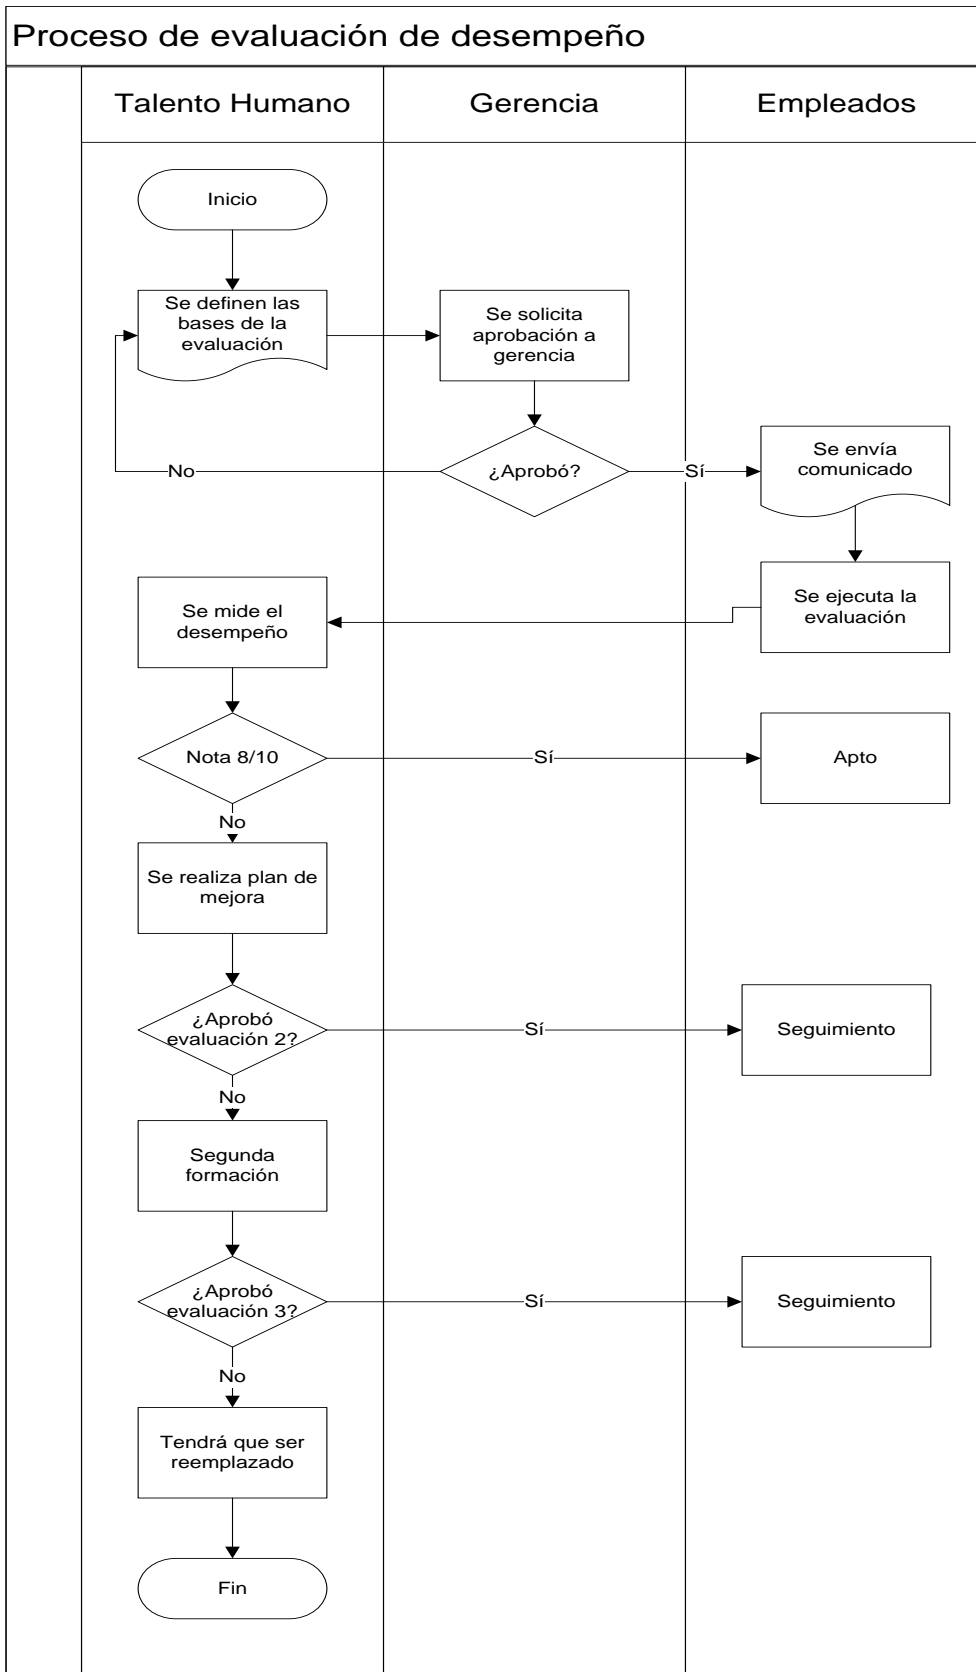 Proceso de evaluación de desempeño
Talento Humano
Gerencia
Empleados
Inicio
Se definen las
bases de la
evaluación
Se solicita
aprobación a
gerencia
¿Aprobó?
No
Sí
Se envía
comunicado
Se ejecuta la
evaluación
Se mide el
desempeño
Nota 8/10
Sí
Apto
No
Se realiza plan de
mejora
¿Aprobó
evaluación 2?
Sí
Seguimiento
No
Segunda
formación
¿Aprobó
evaluación 3?
Sí
Seguimiento
No
Tendrá que ser
reemplazado
Fin